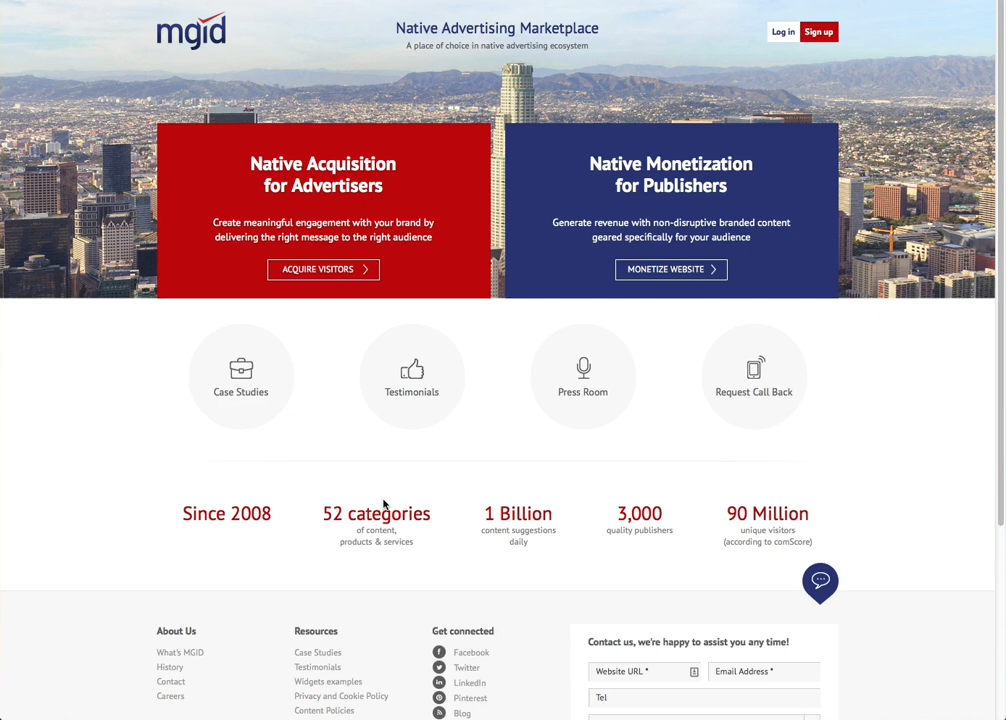 mgid
Native Advertising Marketplace
A place of choice in native advertising ecosystem
Log in
Sign up
Native Acquisition
for Advertisers
Create meaningful engagement with your brand by
delivering the right message to the right audience
ACQUIRE VISITORS
Native Monetization
for Publishers
Generate revenue with non-disruptive branded content
geared specifically for your audience
MONETIZE WEBSITE
Case Studies
Testimonials
Press Room
Request Call Back
Since 2008
52 categories
of content,
products & services
1 Billion
content suggestions
daily
3,000
quality publishers
90 Million
unique visitors
(according to comScore)
About Us
What's MGID
History
Contact
Careers
Resources
Case Studies
Testimonials
Widgets examples
Privacy and Cookie Policy
Content Policies
Get connected
Facebook
Twitter
LinkedIn
Pinterest
Blog
Contact us, we're happy to assist you any time!
Website URL *
Email Address *
Tel